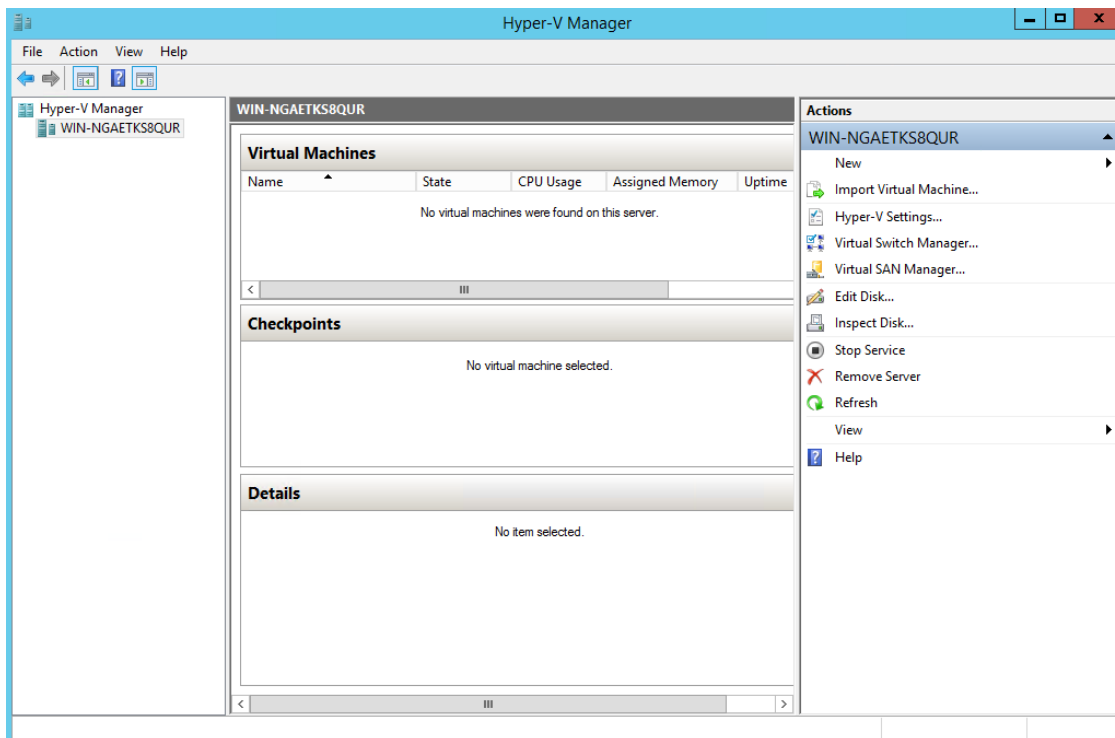 Hyper-V Manager
File Action View Help
Hyper-V Manager
WIN-NGAETKS8QUR
WIN-NGAETKS8QUR
Virtual Machines
Name State CPU Usage Assigned Memory Uptime
No virtual machines were found on this server.
Checkpoints
No virtual machine selected.
Details
No item selected.
Actions
WIN-NGAETKS8QUR
New
Import Virtual Machine...
Hyper-V Settings...
Virtual Switch Manager...
Virtual SAN Manager...
Edit Disk...
Inspect Disk...
Stop Service
Remove Server
Refresh
View
Help